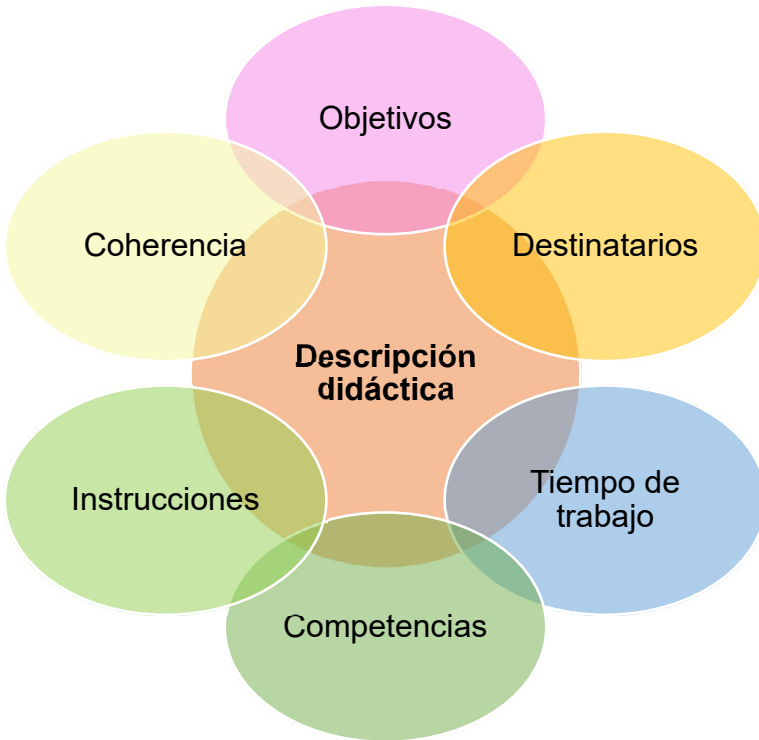 Objetivos
Coherencia
Destinatarios
Descripción
didáctica
Instrucciones
Tiempo de
trabajo
Competencias